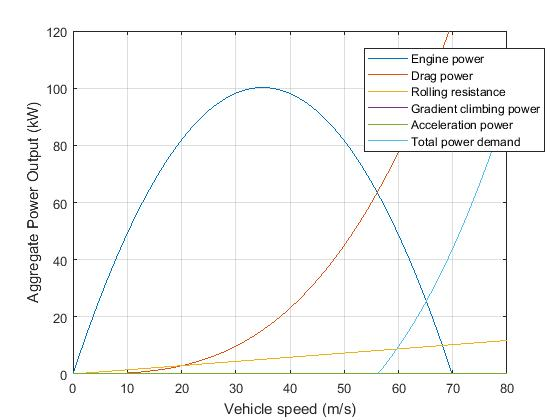 120
100
80
60
40
20
0
Aggregate Power Output (kW)
Engine power
Drag power
Rolling resistance
Gradient climbing power
Acceleration power
Total power demand
0 10 20 30 40 50 60 70 80
Vehicle speed (m/s)